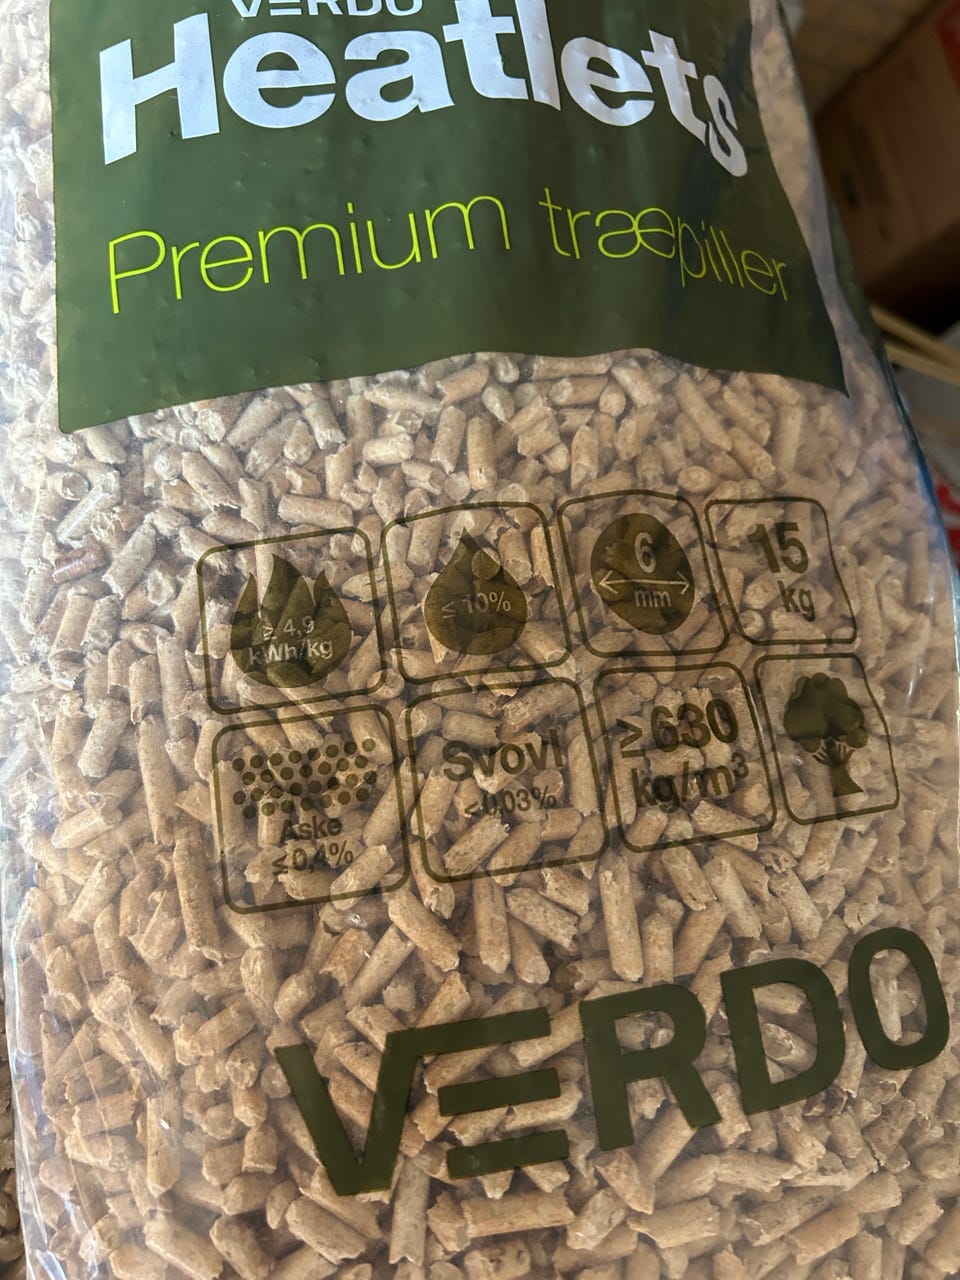 VERDO
Heatlets
Premium træpiller
≥ 4,9
kWh/kg
≤ 10%
6
mm
15
kg
Aske
≤ 0,4%
Svovl
<0,03%
≥ 630
kg/m³
VERDO